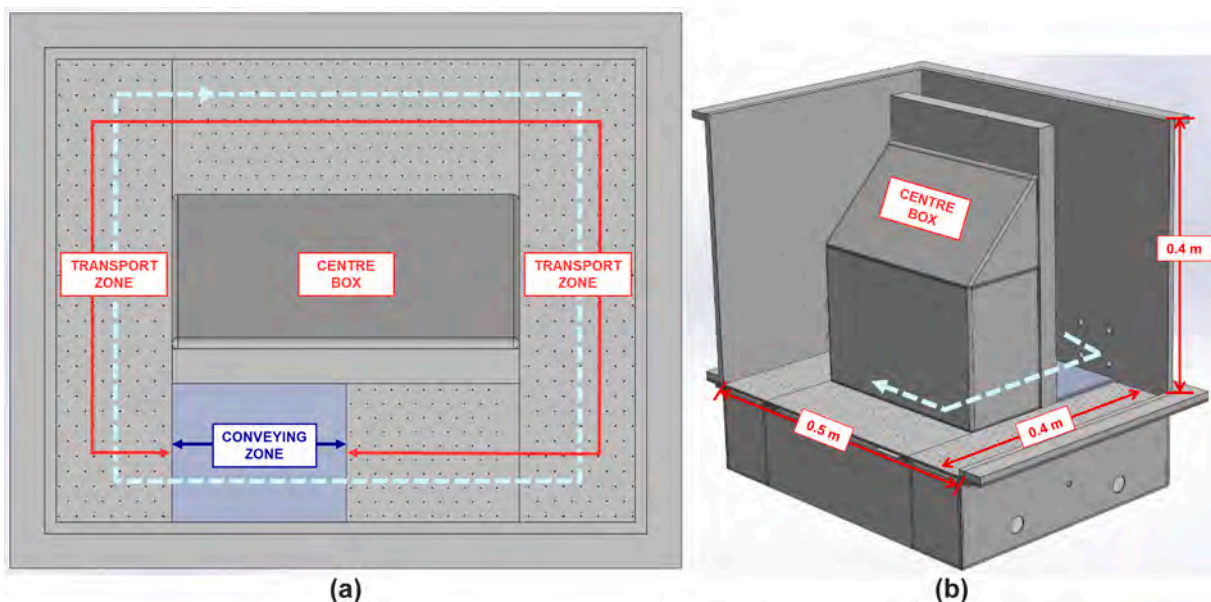 TRANSPORT
ZONE
CENTRE
BOX
TRANSPORT
ZONE
CONVEYING
ZONE
(a)
CENTRE
BOX
0.4 m
0.5 m
0.4 m
(b)